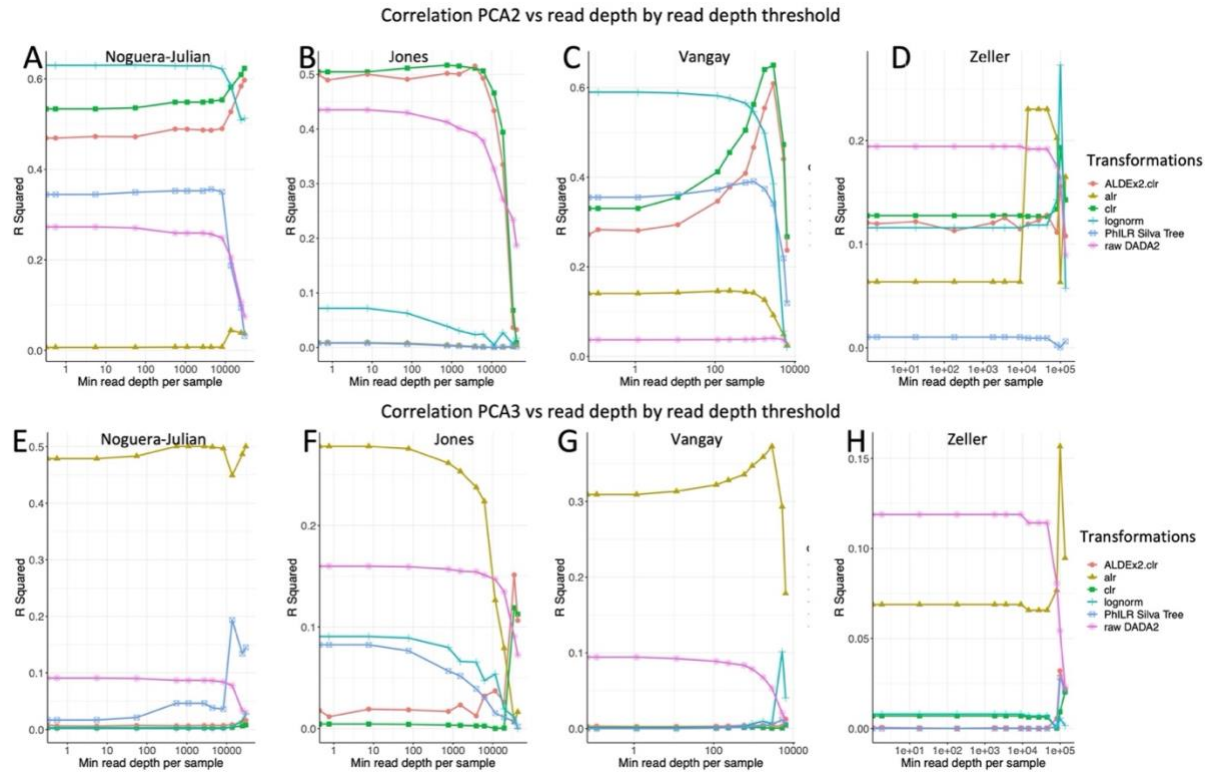 Correlation PCA2 vs read depth by read depth threshold
A Noguera-Julian
B Jones
C Vangay
D Zeller
R Squared
0.6
0.4
0.2
0.0
1 10 100 1000 10000
Min read depth per sample
R Squared
0.5
0.4
0.3
0.2
0.1
0.0
1 10 100 1000 10000
Min read depth per sample
R Squared
0.6
0.4
0.2
0.0
1 100 10000
Min read depth per sample
R Squared
0.2
0.1
0.0
1e+01 1e+02 1e+03 1e+04 1e+05
Min read depth per sample
Transformations
ALDEx2.clr
alr
clr
lognorm
PhILR Silva Tree
raw DADA2
Correlation PCA3 vs read depth by read depth threshold
E Noguera-Julian
F Jones
G Vangay
H Zeller
R Squared
0.5
0.4
0.3
0.2
0.1
0.0
1 10 100 1000 10000
Min read depth per sample
R Squared
0.2
0.1
0.0
1 10 100 1000 10000
Min read depth per sample
R Squared
0.3
0.2
0.1
0.0
1 100 10000
Min read depth per sample
R Squared
0.15
0.10
0.05
0.00
1e+01 1e+02 1e+03 1e+04 1e+05
Min read depth per sample
Transformations
ALDEx2.clr
alr
clr
lognorm
PhILR Silva Tree
raw DADA2